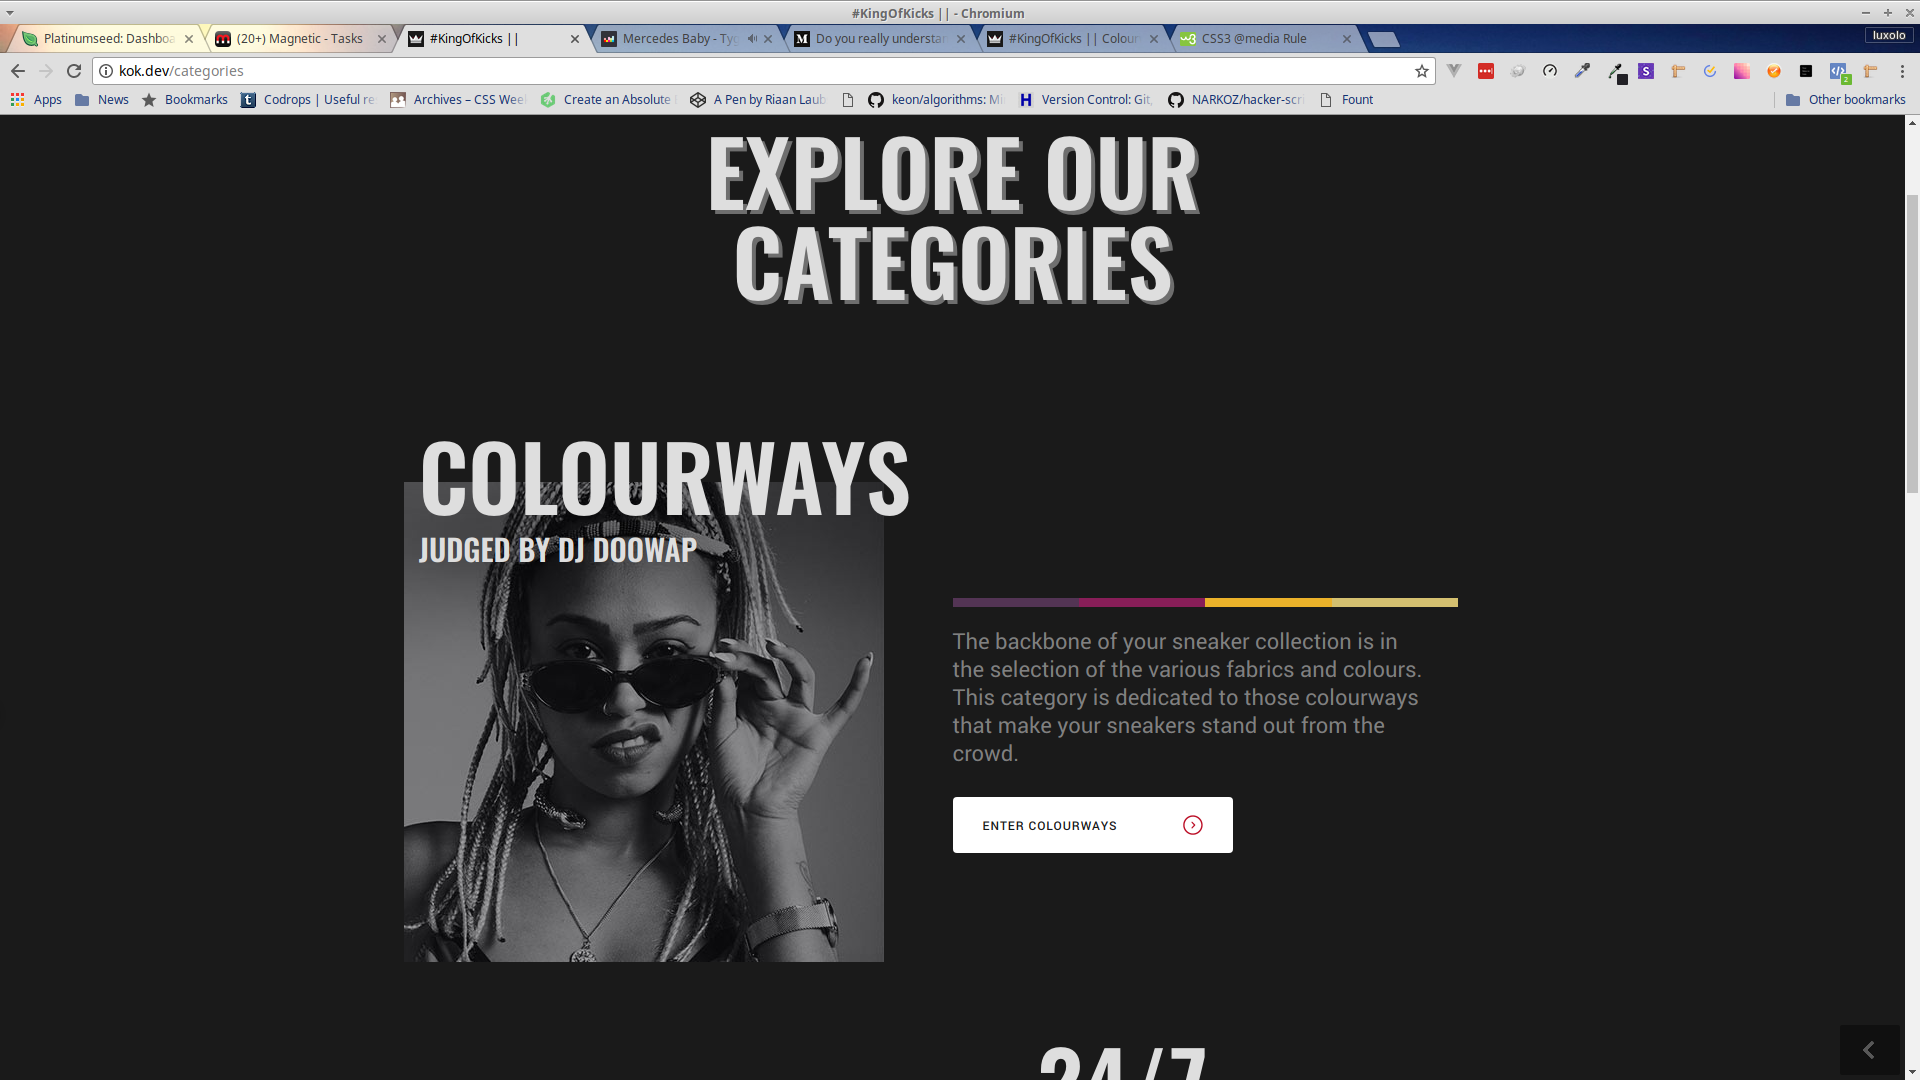 #KingOfKicks || - Chromium
Platinumseed: Dashboa
(20+) Magnetic - Tasks
#KingOfKicks ||
Mercedes Baby - Tyg
Do you really understan
#KingOfKicks || Colour
CSS3 @media Rule
luxolo
kok.dev/categories
Apps
News
Bookmarks
Codrops | Useful re
Archives – CSS Wee
Create an Absolute
A Pen by Riaan Laub
keon/algorithms: Mi
Version Control: Git,
NARKOZ/hacker-scri
Fount
Other bookmarks
EXPLORE OUR
CATEGORIES
COLOURWAYS
JUDGED BY DJ DOOWAP
The backbone of your sneaker collection is in
the selection of the various fabrics and colours.
This category is dedicated to those colourways
that make your sneakers stand out from the
crowd.
ENTER COLOURWAYS
24/7